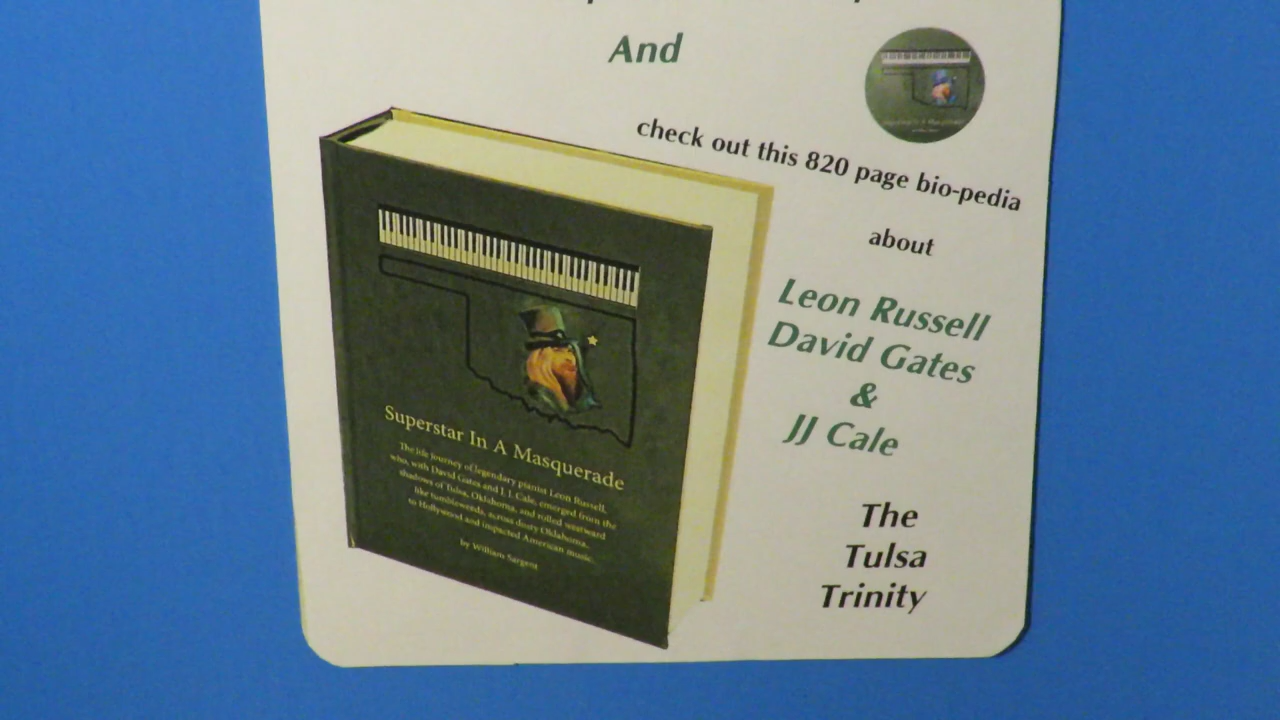 And
check out this 820 page bio-pedia
about
Leon Russell
David Gates
&
JJ Cale
The
Tulsa
Trinity
Superstar In A Masquerade
The life journey of legendary pianist Leon Russell,
who, with David Gates and J. J. Cale, emerged from the
shadows of Tulsa, Oklahoma, and rolled westward
like tumbleweeds, across dusty Oklahoma,
to Hollywood and impacted American music.
by William Sargent